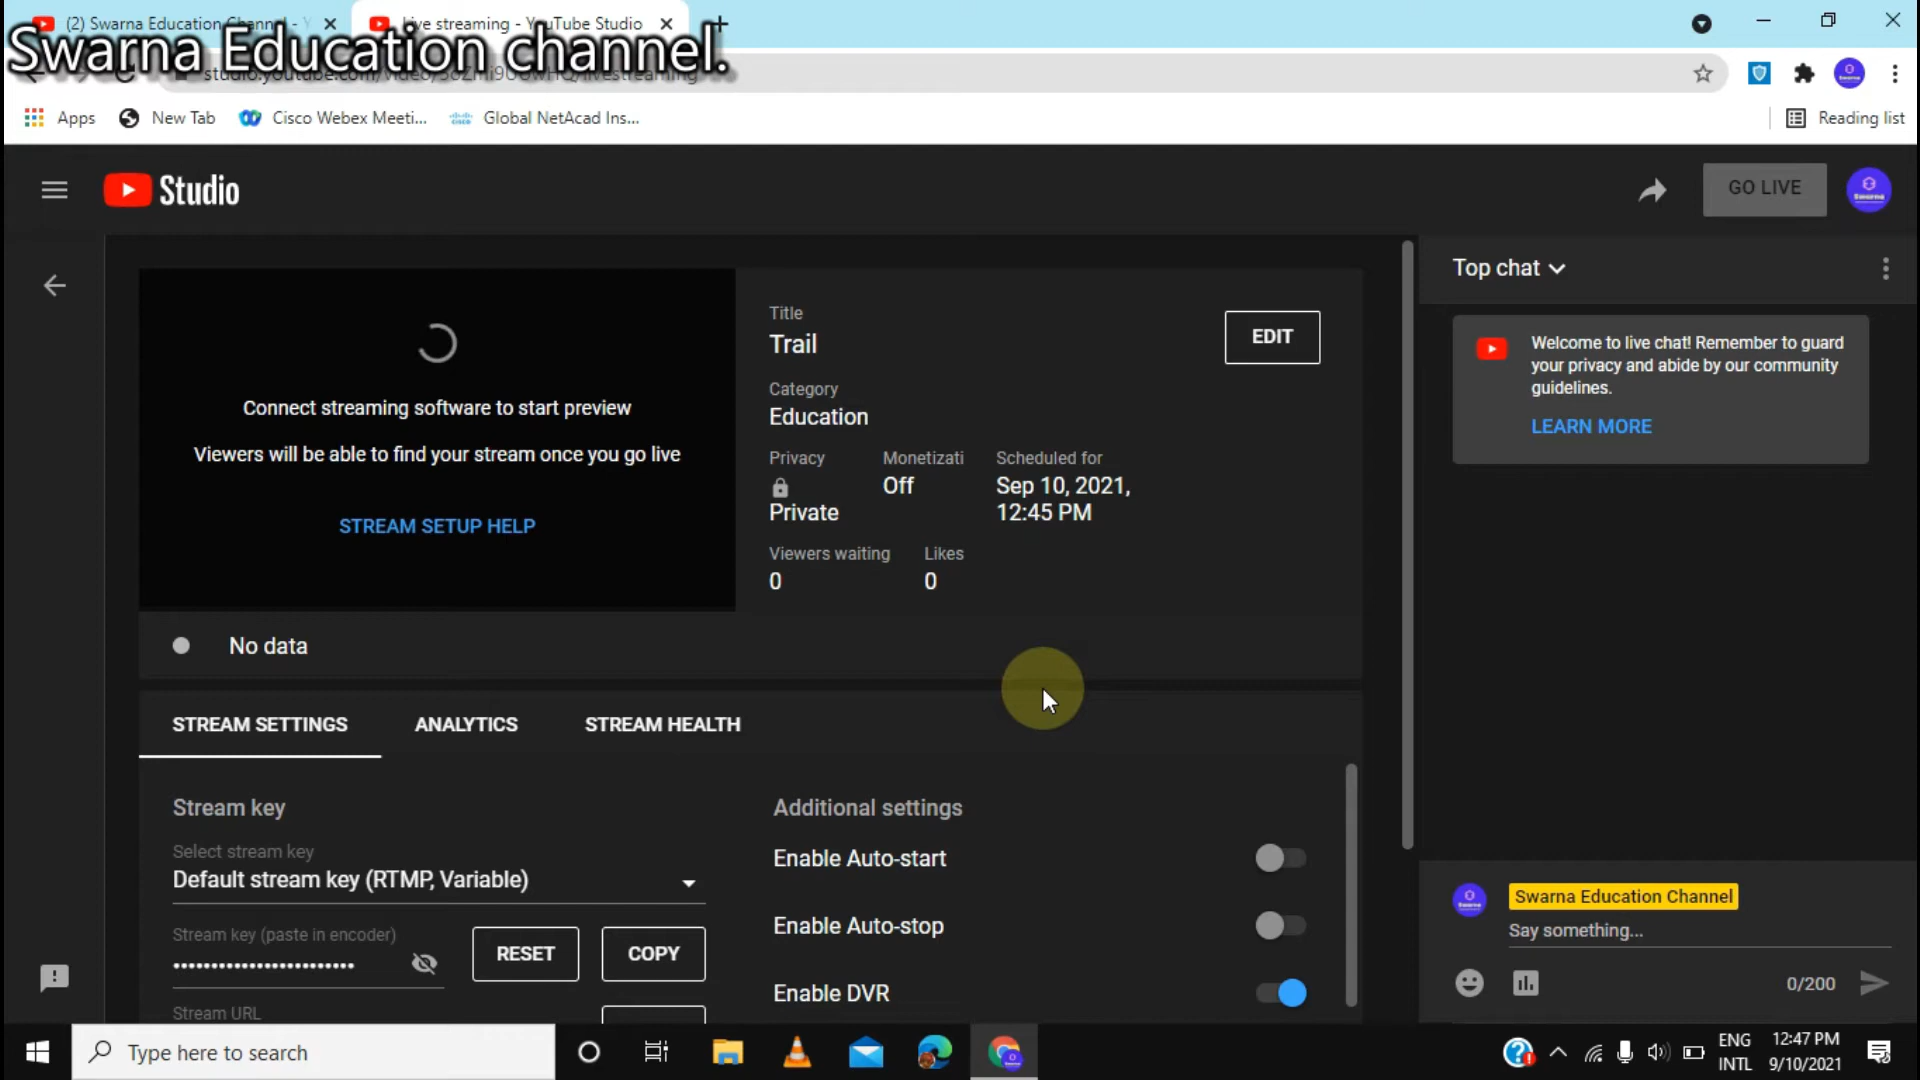 (2) Swarna Education Channel - Y
Live streaming - YouTube Studio
Swarna Education channel.
Apps
New Tab
Cisco Webex Meeti...
Global NetAcad Ins...
Reading list
Studio
GO LIVE
Connect streaming software to start preview
Viewers will be able to find your stream once you go live
STREAM SETUP HELP
No data
Title
Trail
EDIT
Category
Education
Privacy
Monetizati
Scheduled for
Private
Off
Sep 10, 2021,
12:45 PM
Viewers waiting
Likes
0
0
Top chat
Welcome to live chat! Remember to guard
your privacy and abide by our community
guidelines.
LEARN MORE
STREAM SETTINGS
ANALYTICS
STREAM HEALTH
Stream key
Select stream key
Default stream key (RTMP, Variable)
Stream key (paste in encoder)
RESET
COPY
Stream URL
Additional settings
Enable Auto-start
Enable Auto-stop
Enable DVR
Swarna Education Channel
Say something...
0/200
Type here to search
ENG
INTL
12:47 PM
9/10/2021